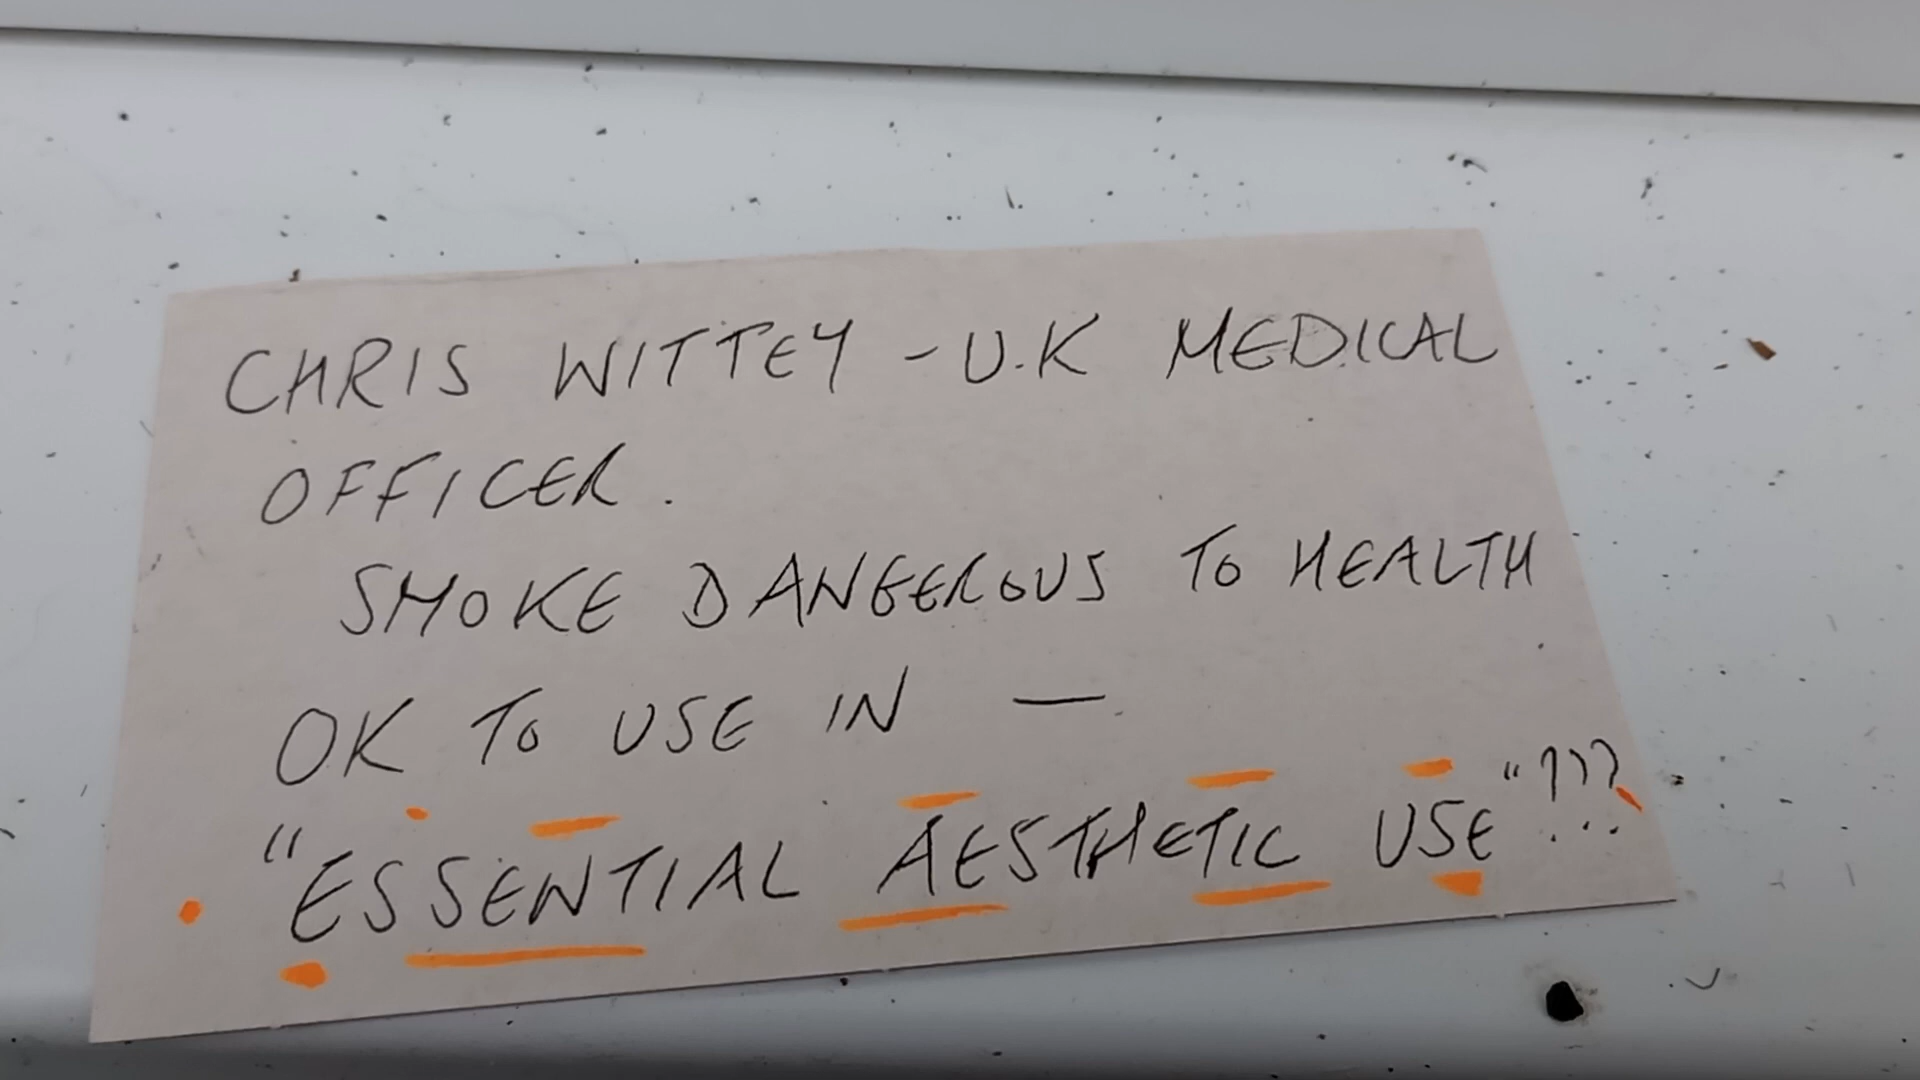 CHRIS WITTEY - U.K MEDICAL
OFFICER.
SMOKE DANGEROUS TO HEALTH
OK TO USE IN —
"ESSENTIAL AESTHETIC USE"???